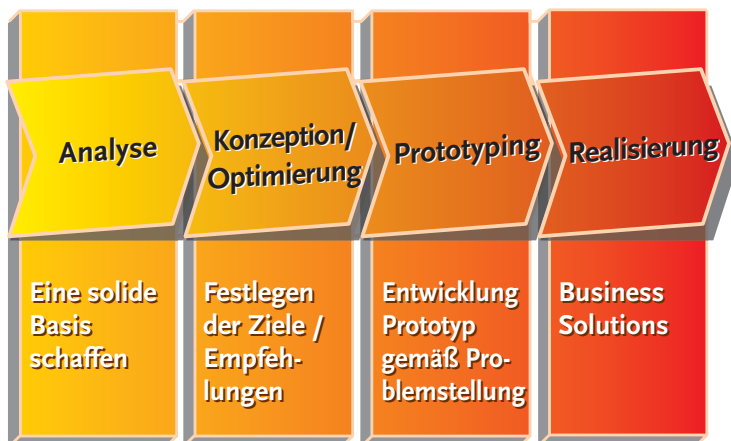 Analyse
Konzeption/
Optimierung
Prototyping
Realisierung
Eine solide
Basis
schaffen
Festlegen
der Ziele /
Empfeh-
lungen
Entwicklung
Prototyp
gemäß Pro-
blemstellung
Business
Solutions